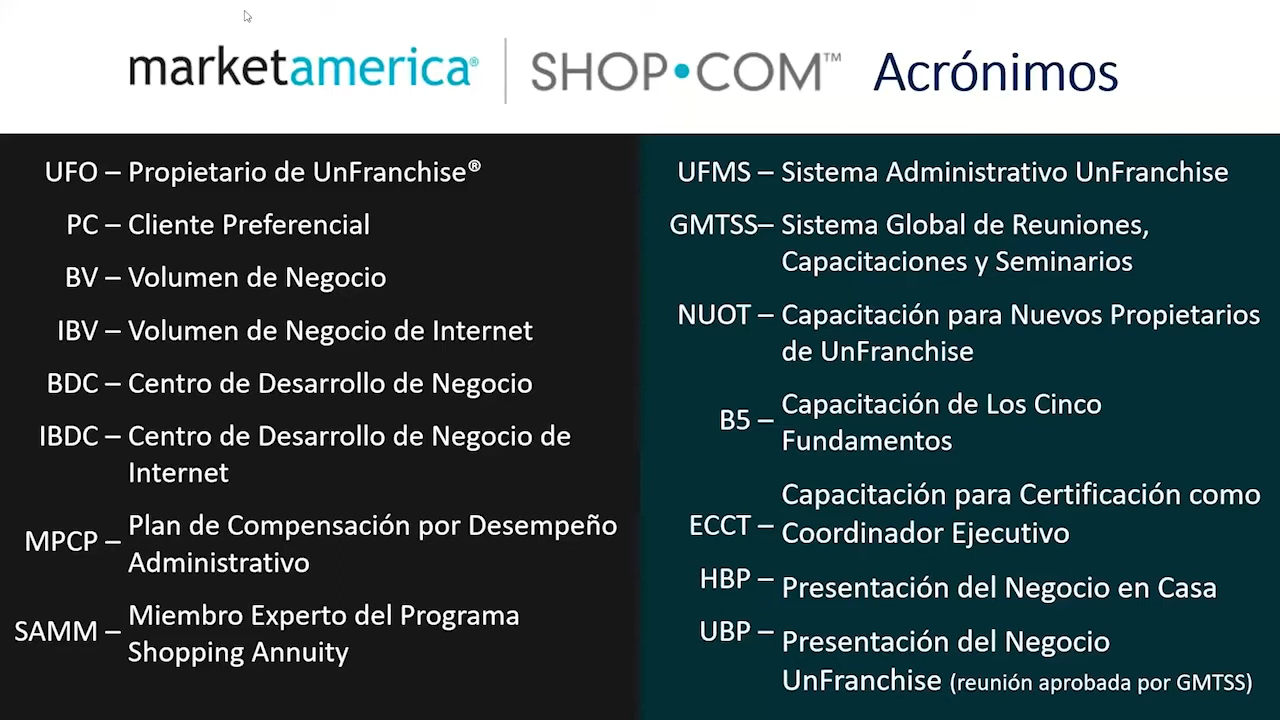 marketamerica® | SHOP•COM™ Acrónimos
UFO – Propietario de UnFranchise®
PC – Cliente Preferencial
BV – Volumen de Negocio
IBV – Volumen de Negocio de Internet
BDC – Centro de Desarrollo de Negocio
IBDC – Centro de Desarrollo de Negocio de
Internet
MPCP – Plan de Compensación por Desempeño
Administrativo
SAMM – Miembro Experto del Programa
Shopping Annuity
UFMS – Sistema Administrativo UnFranchise
GMTSS– Sistema Global de Reuniones,
Capacitaciones y Seminarios
NUOT – Capacitación para Nuevos Propietarios
de UnFranchise
B5 – Capacitación de Los Cinco
Fundamentos
ECCT – Capacitación para Certificación como
Coordinador Ejecutivo
HBP – Presentación del Negocio en Casa
UBP – Presentación del Negocio
UnFranchise (reunión aprobada por GMTSS)